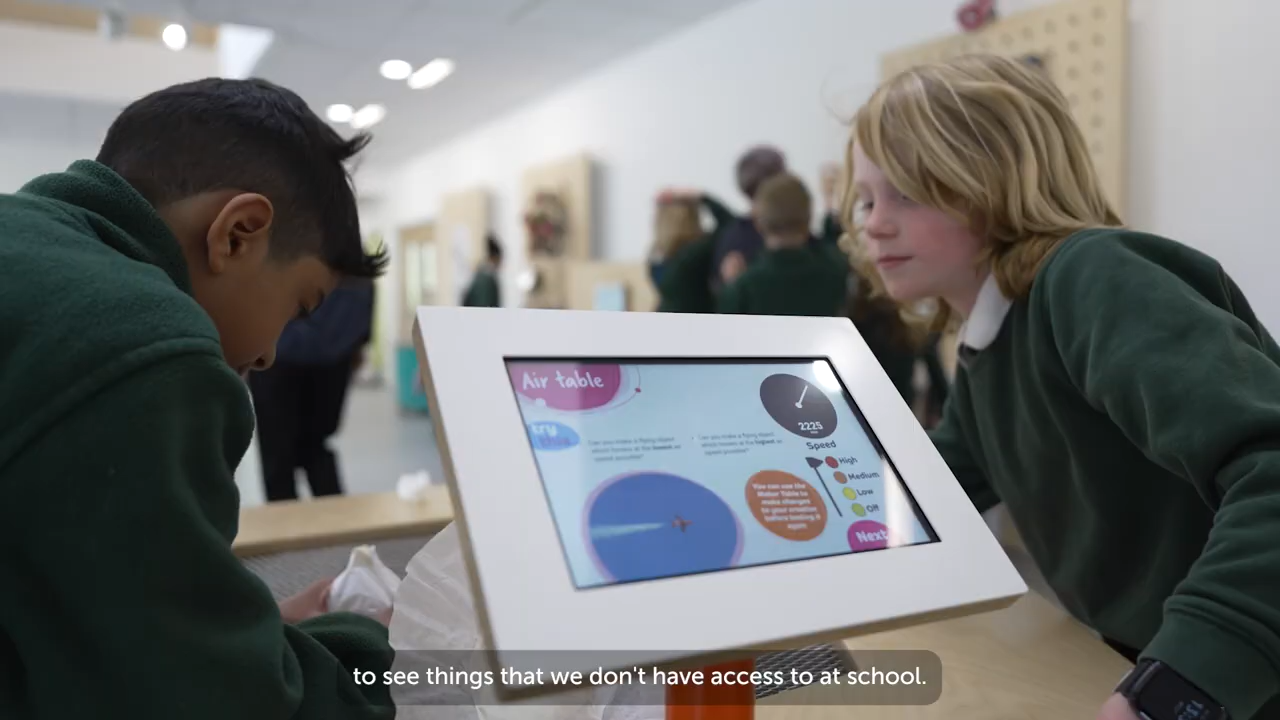 Air table
try
this
Can you make a flying object
which hovers at the lowest air
speed possible?
Can you make a flying object
which hovers at the highest air
speed possible?
2225
Speed
High
Medium
Low
Off
You can use the
Maker Table to
make changes
to your creation
before testing it
again
Next
to see things that we don't have access to at school.